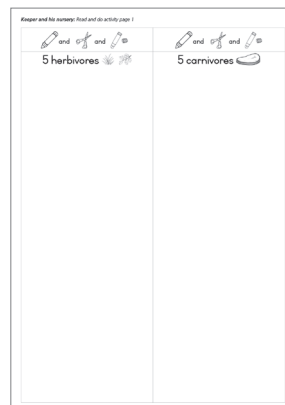 Keeper and his nursery: Read and do activity page 1
and and
and and
5 herbivores
5 carnivores